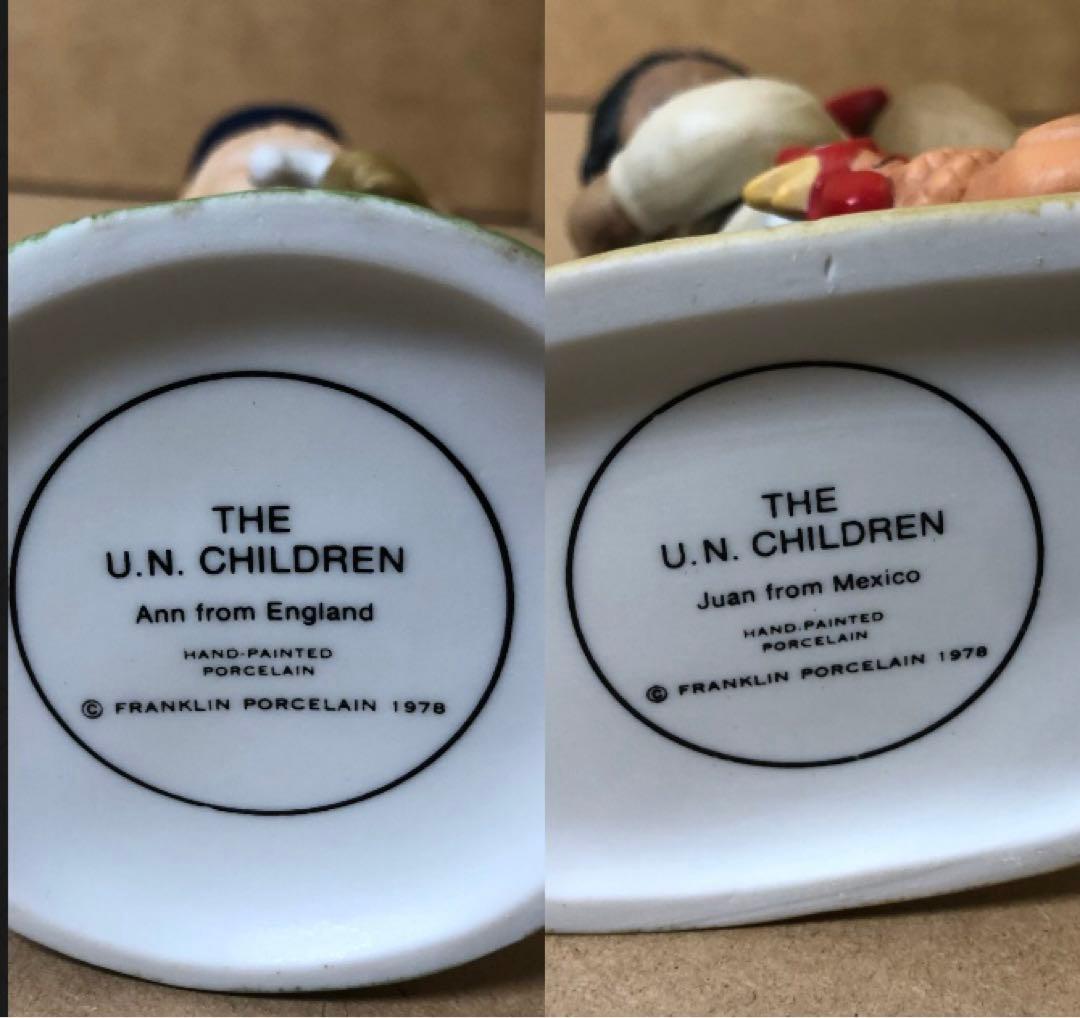 THE
U.N. CHILDREN
Ann from England
HAND-PAINTED
PORCELAIN
© FRANKLIN PORCELAIN 1978
THE
U.N. CHILDREN
Juan from Mexico
HAND-PAINTED
PORCELAIN
© FRANKLIN PORCELAIN 1978